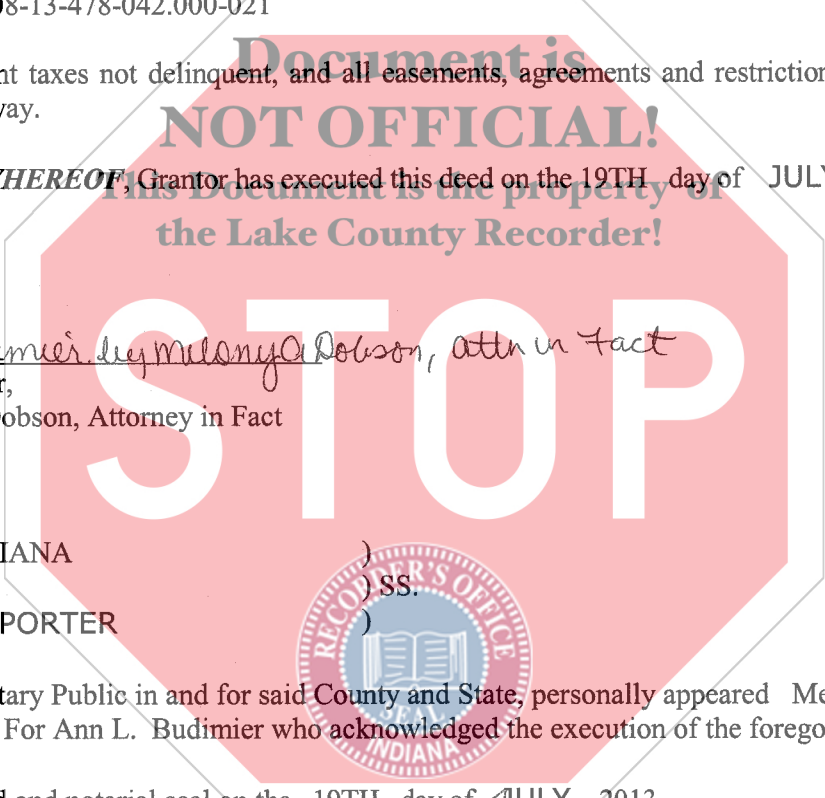 08-13-478-042.000-021
Document is
nt taxes not delinquent, and all easements, agreements and restriction
way.
NOT OFFICIAL!
WHEREOF, Grantor has executed this deed on the 19TH day of JULY
This Document is the property of
the Lake County Recorder!
STOP
mier by Melony A Dobson, attn in Fact
r,
obson, Attorney in Fact
IANA )
) SS.
PORTER )
RECORDER'S OFFICE
SEAL
INDIANA
tary Public in and for said County and State, personally appeared Me
For Ann L. Budimier who acknowledged the execution of the forego
and notarial seal on the 19TH day of JULY 2013